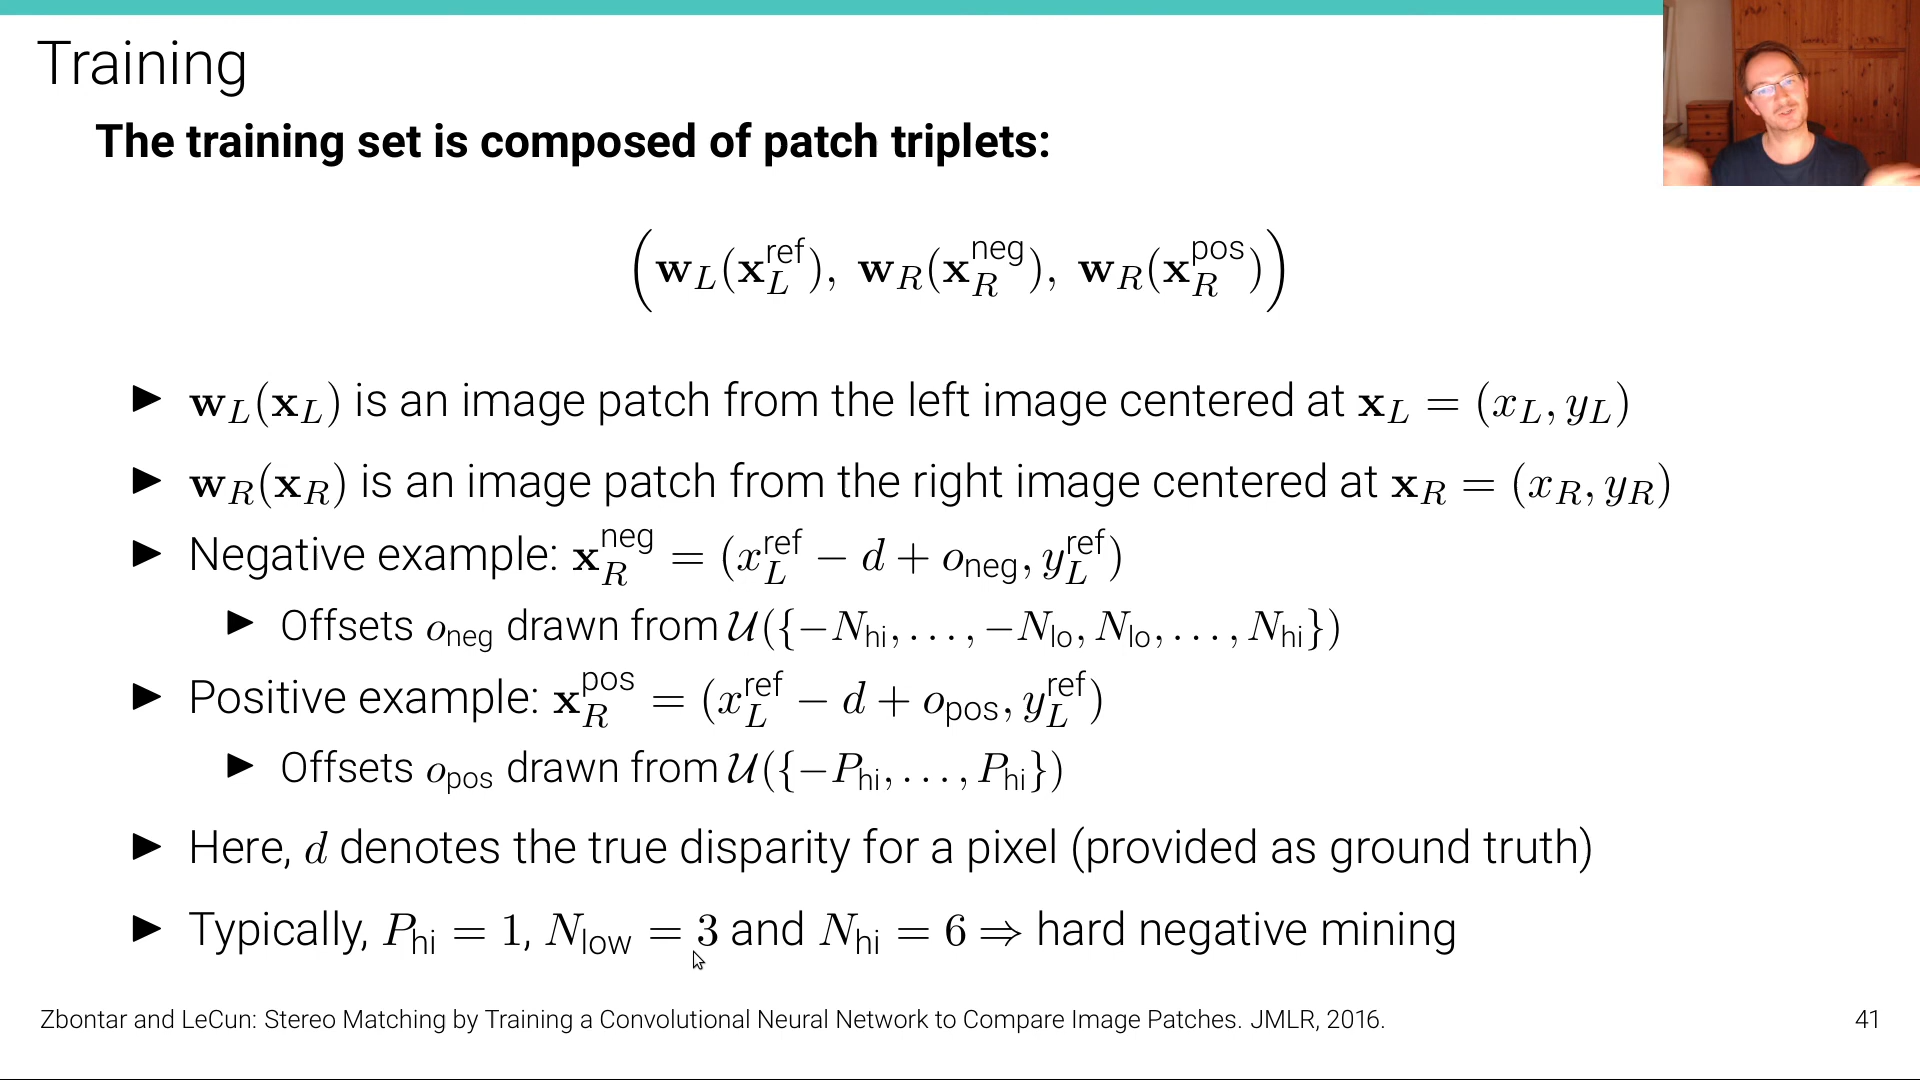 Training
The training set is composed of patch triplets:
(𝐰_L(𝐱_L^ref), 𝐰_R(𝐱_R^neg), 𝐰_R(𝐱_R^pos))
▶ 𝐰_L(𝐱_L) is an image patch from the left image centered at 𝐱_L = (x_L, y_L)
▶ 𝐰_R(𝐱_R) is an image patch from the right image centered at 𝐱_R = (x_R, y_R)
▶ Negative example: 𝐱_R^neg = (x_L^ref − d + o_neg, y_L^ref)
▶ Offsets o_neg drawn from 𝒰({−N_hi, . . . , −N_lo, N_lo, . . . , N_hi})
▶ Positive example: 𝐱_R^pos = (x_L^ref − d + o_pos, y_L^ref)
▶ Offsets o_pos drawn from 𝒰({−P_hi, . . . , P_hi})
▶ Here, d denotes the true disparity for a pixel (provided as ground truth)
▶ Typically, P_hi = 1, N_low = 3 and N_hi = 6 ⇒ hard negative mining
Zbontar and LeCun: Stereo Matching by Training a Convolutional Neural Network to Compare Image Patches. JMLR, 2016.
41